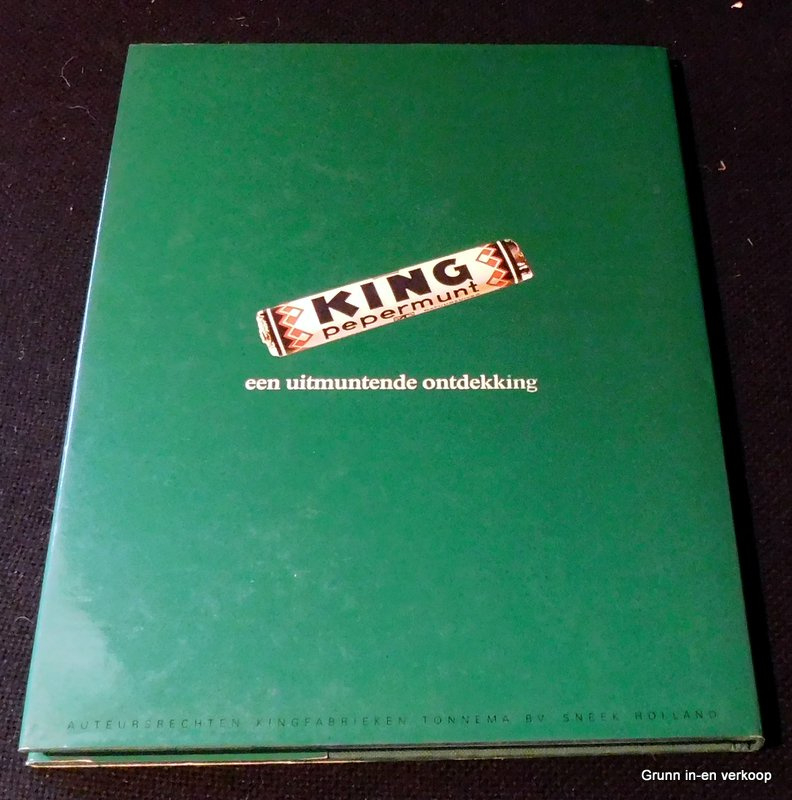 KING
pepermunt
een uitmuntende ontdekking
AUTEURSRECHTEN KINGFABRIEKEN TONNEMA BV SNEEK HOLLAND
Grunn in-en verkoop